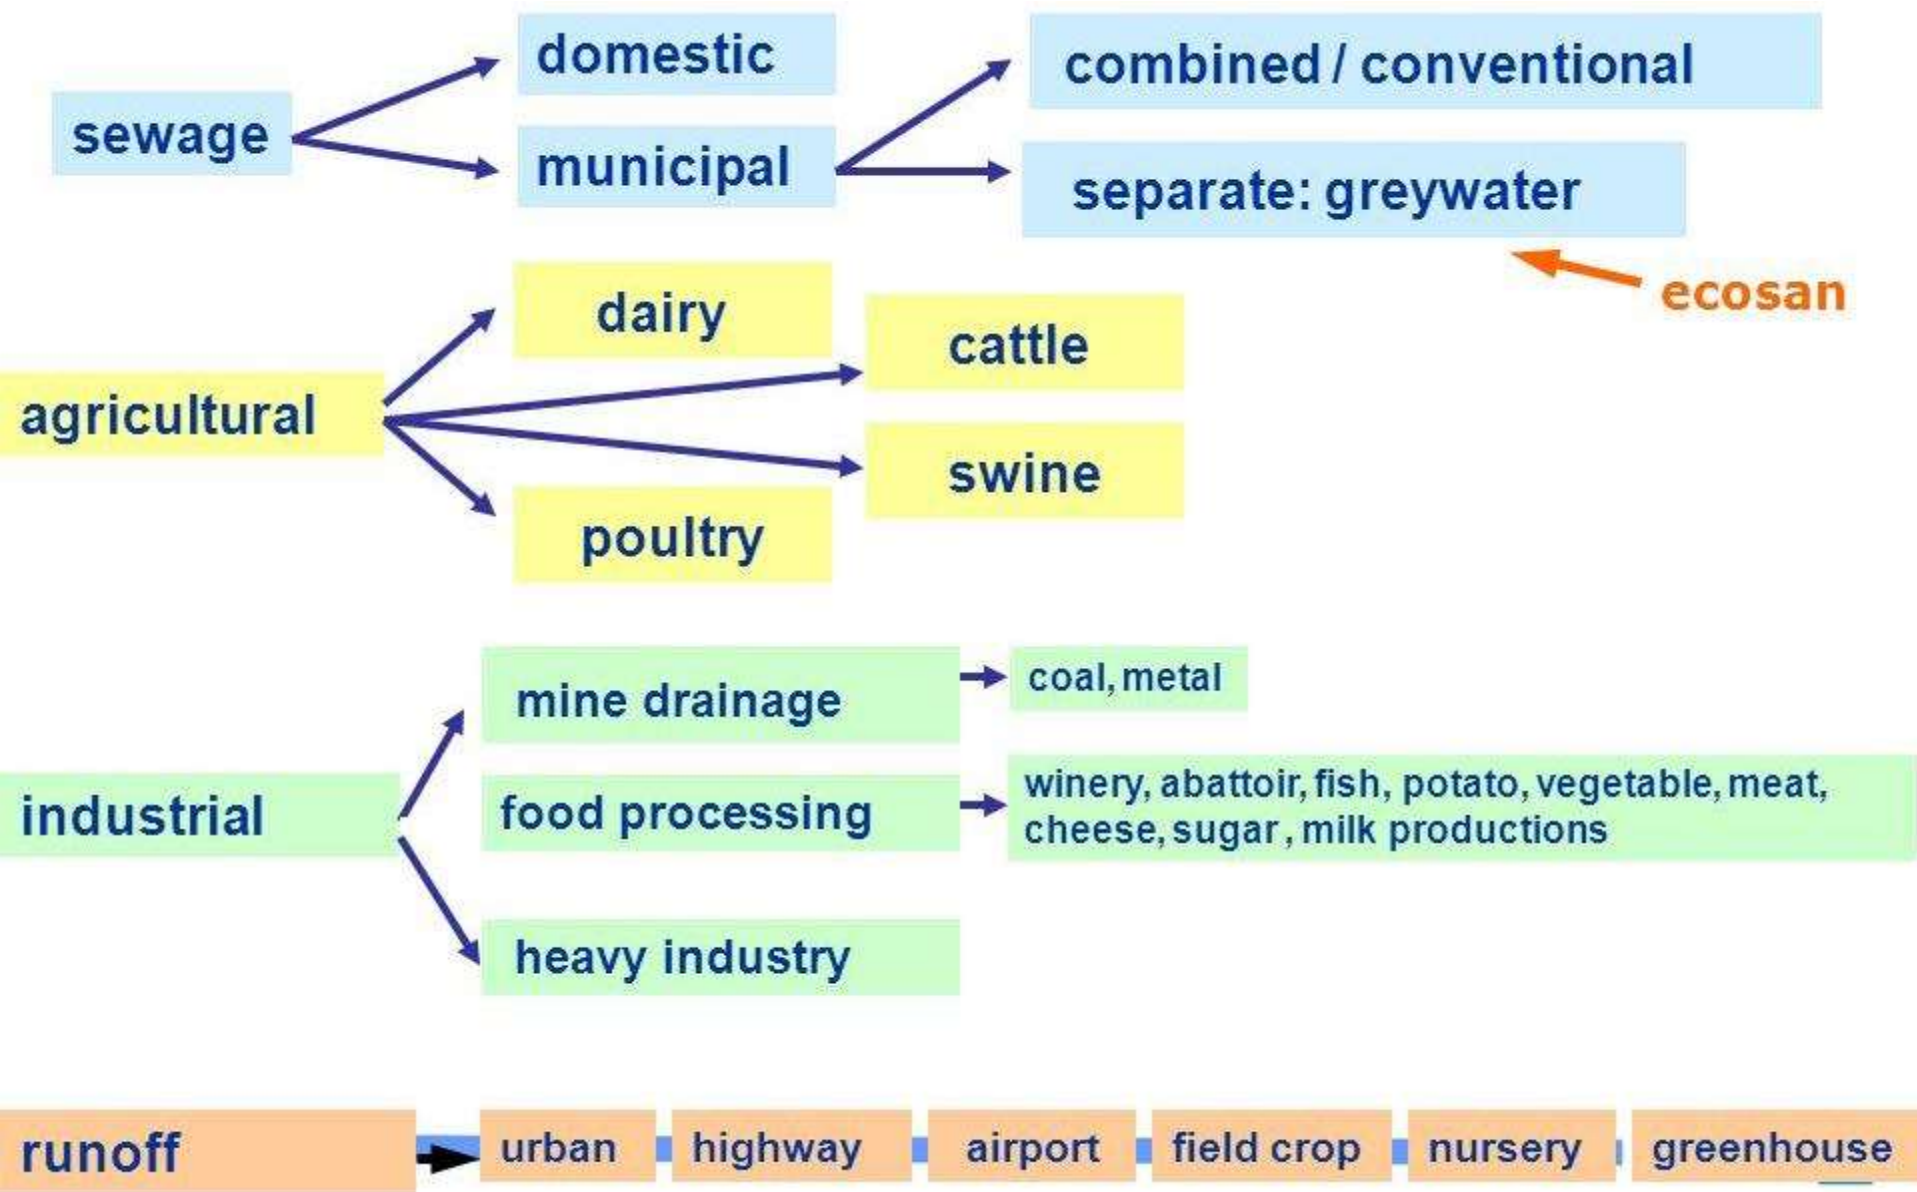 sewage
domestic
municipal
combined / conventional
separate: greywater
ecosan
agricultural
dairy
cattle
swine
poultry
industrial
mine drainage
coal, metal
food processing
winery, abattoir, fish, potato, vegetable, meat,
cheese, sugar, milk productions
heavy industry
runoff
urban
highway
airport
field crop
nursery
greenhouse